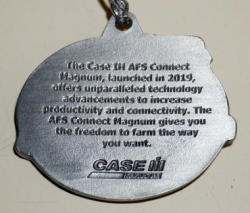 The Case IH AFS Connect
Magnum, launched in 2019,
offers unparalleled technology
advancements to increase
productivity and connectivity. The
AFS Connect Magnum gives you
the freedom to farm the way
you want.
CASE IH